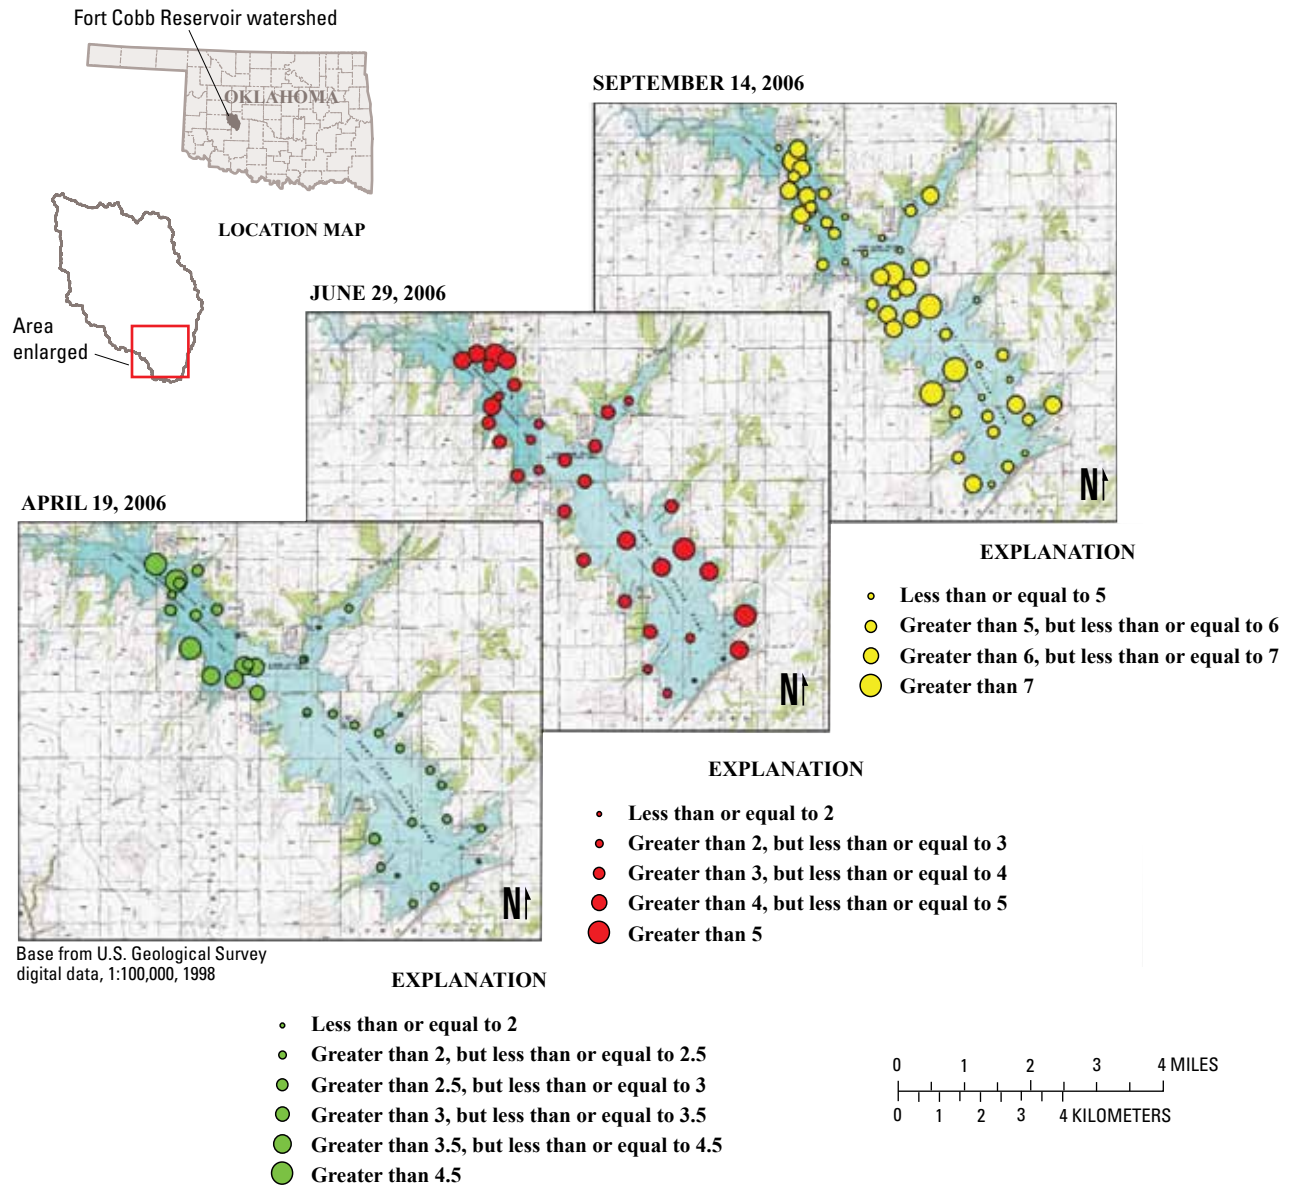 Fort Cobb Reservoir watershed
OKLAHOMA
LOCATION MAP
Area
enlarged
SEPTEMBER 14, 2006
N
JUNE 29, 2006
N
APRIL 19, 2006
N
Base from U.S. Geological Survey
digital data, 1:100,000, 1998
EXPLANATION
Less than or equal to 5
Greater than 5, but less than or equal to 6
Greater than 6, but less than or equal to 7
Greater than 7
EXPLANATION
Less than or equal to 2
Greater than 2, but less than or equal to 3
Greater than 3, but less than or equal to 4
Greater than 4, but less than or equal to 5
Greater than 5
EXPLANATION
Less than or equal to 2
Greater than 2, but less than or equal to 2.5
Greater than 2.5, but less than or equal to 3
Greater than 3, but less than or equal to 3.5
Greater than 3.5, but less than or equal to 4.5
Greater than 4.5
0 1 2 3 4 MILES
0 1 2 3 4 KILOMETERS